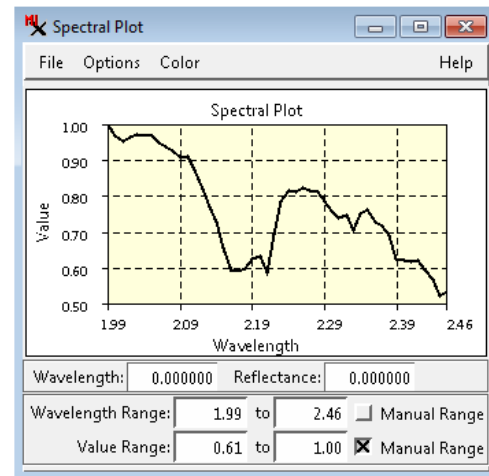 Spectral Plot
File Options Color Help
Spectral Plot
1.00
0.90
0.80
0.70
0.60
0.50
Value
1.99 2.09 2.19 2.29 2.39 2.46
Wavelength
Wavelength: 0.000000 Reflectance: 0.000000
Wavelength Range: 1.99 to 2.46 Manual Range
Value Range: 0.61 to 1.00 Manual Range